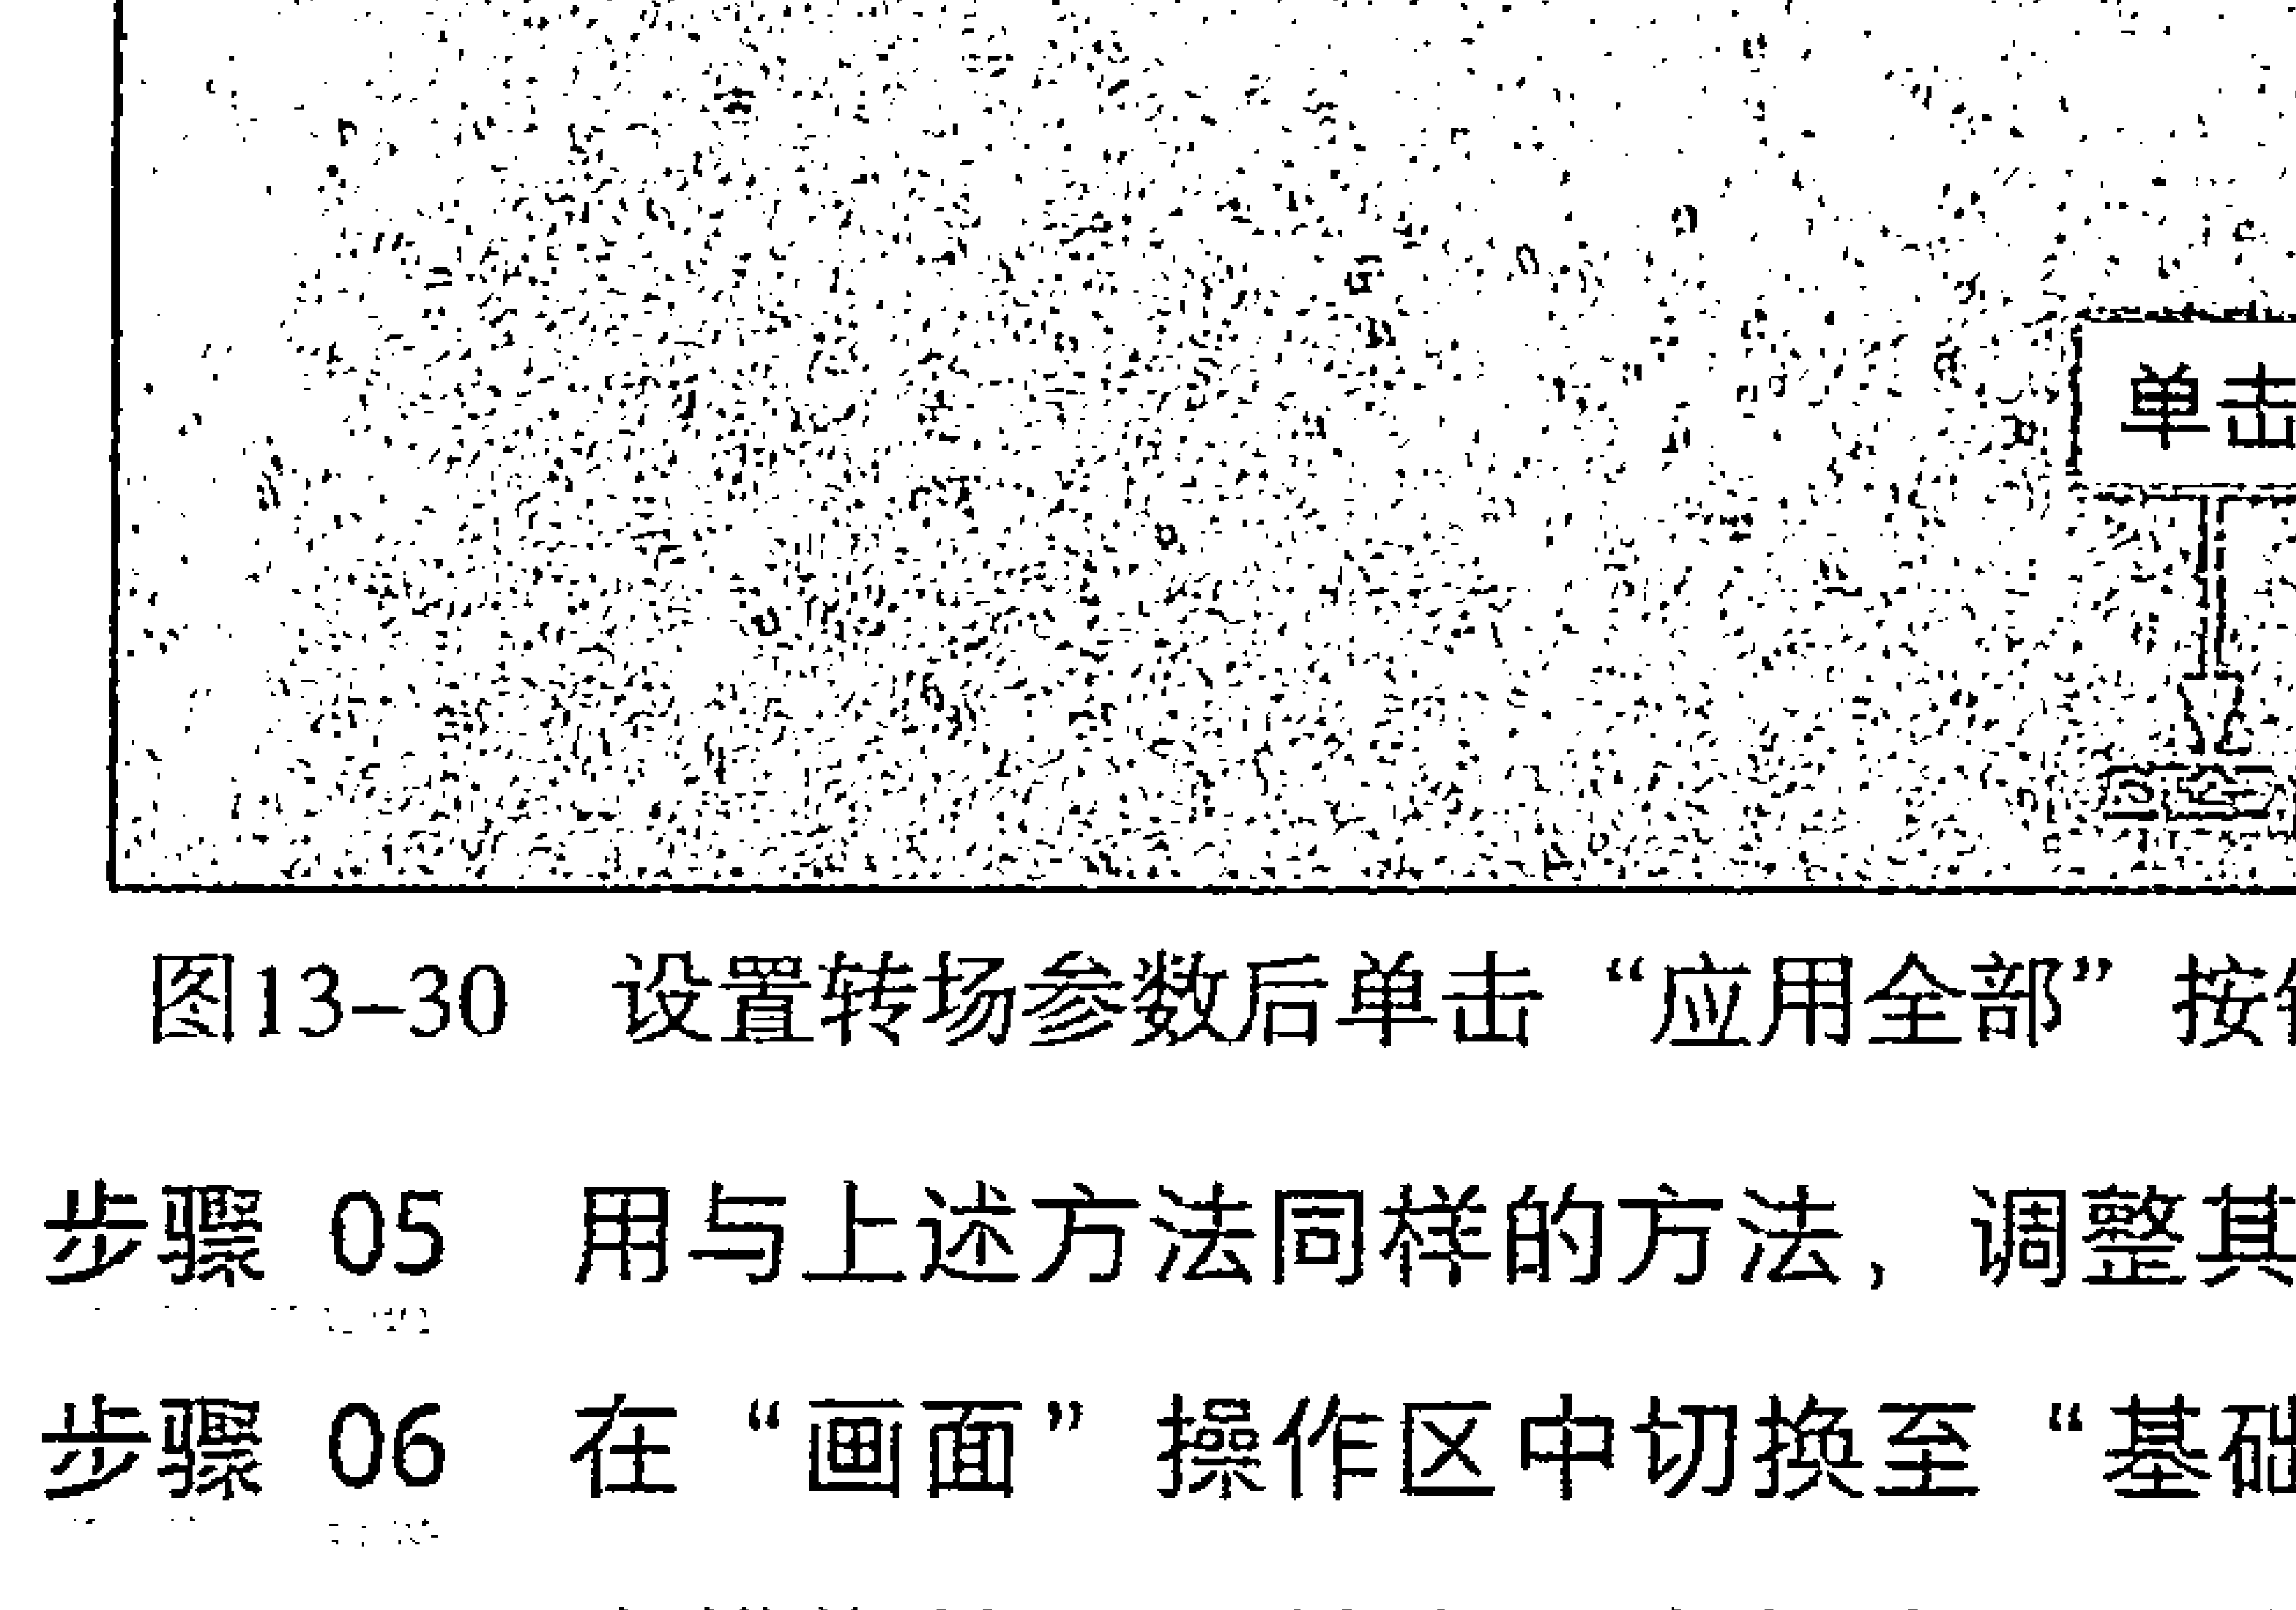 单击
图13-30 设置转场参数后单击“应用全部”按
步骤 05 用与上述方法同样的方法，调整其
步骤 06 在“画面”操作区中切换至“基础